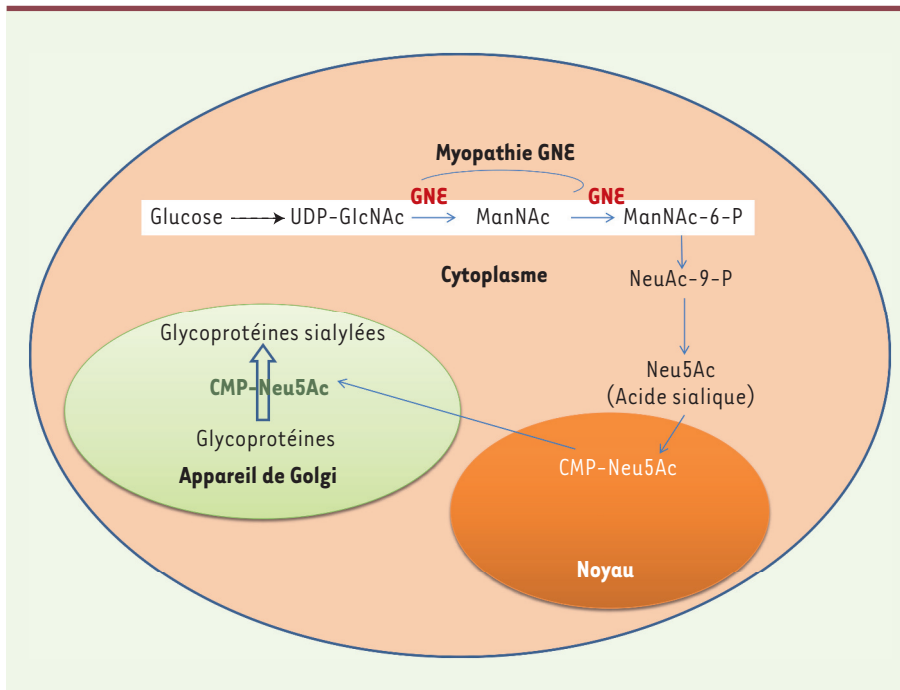 Myopathie GNE
GNE GNE
Glucose UDP-GlcNAc ManNAc ManNAc-6-P
Cytoplasme
NeuAc-9-P
Glycoprotéines sialylées
Neu5Ac
(Acide sialique)
CMP-Neu5Ac
Glycoprotéines
Appareil de Golgi
CMP-Neu5Ac
Noyau